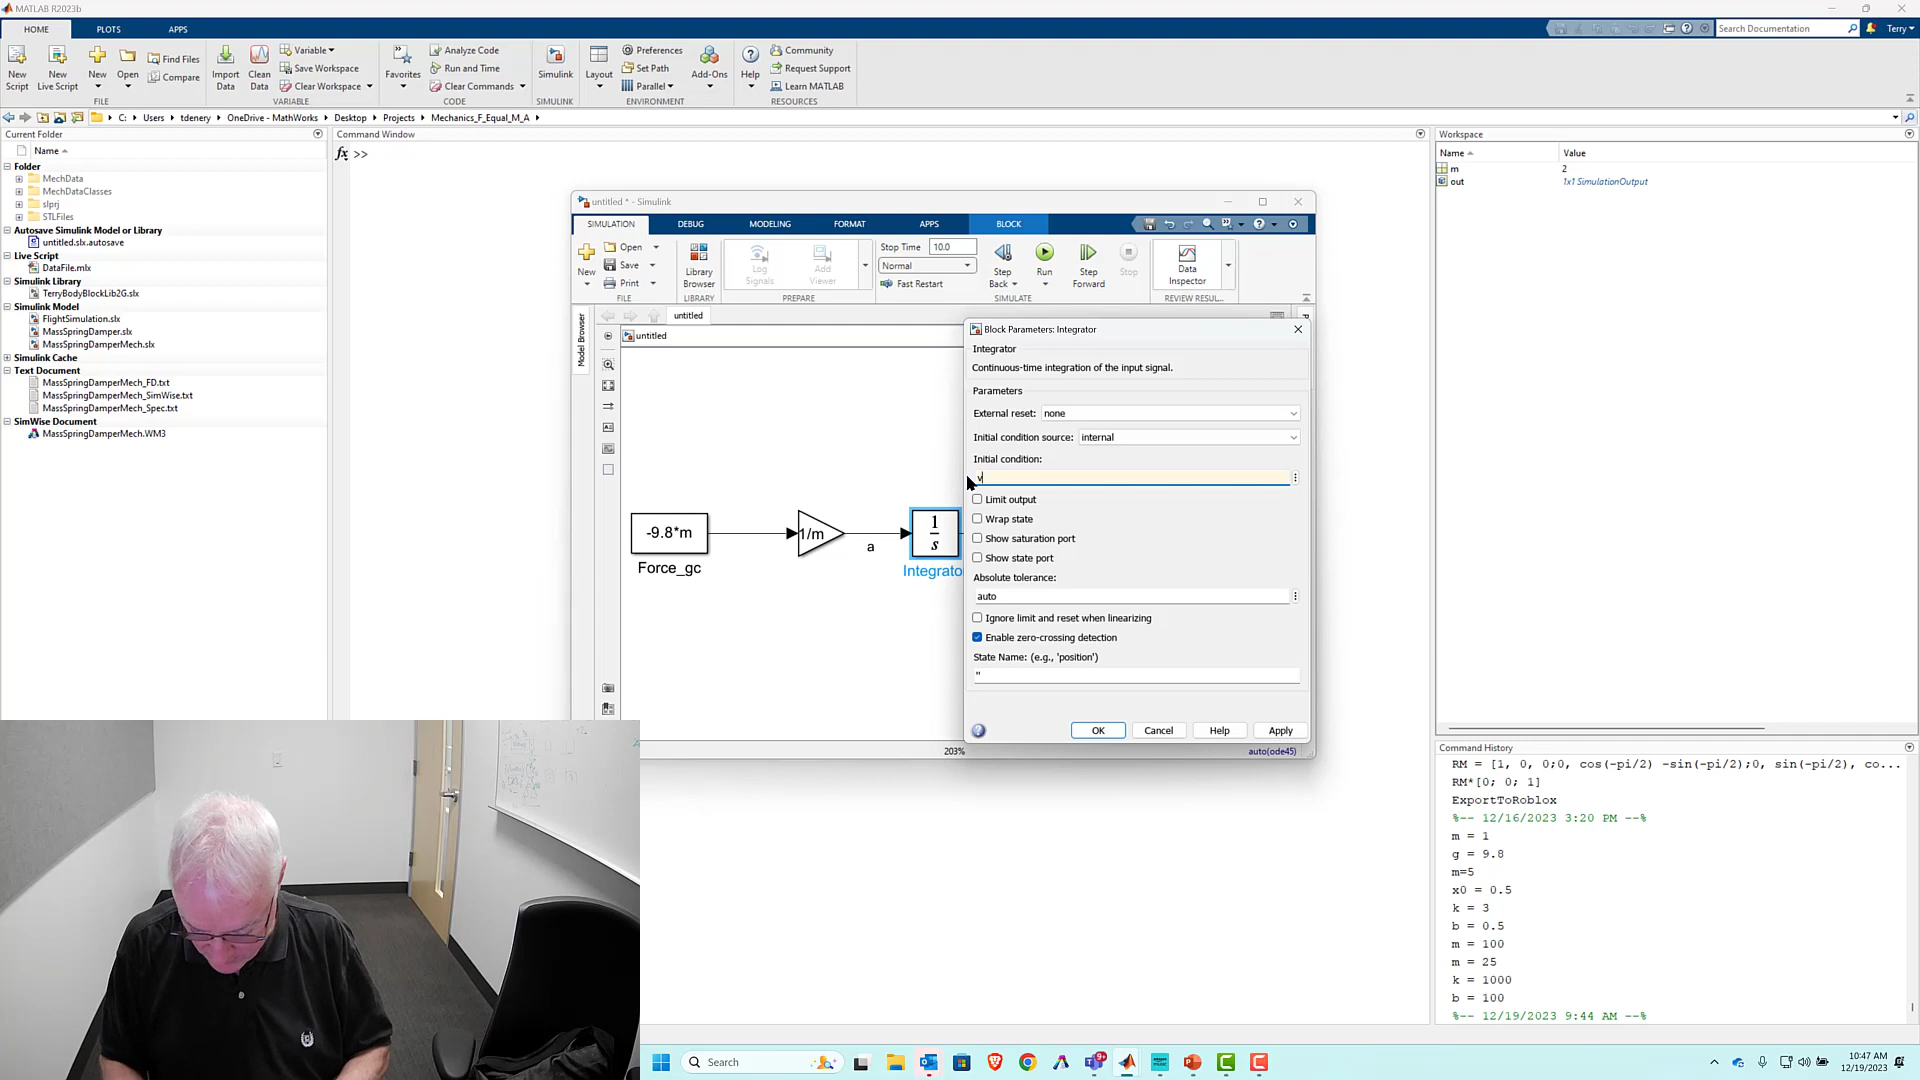 MATLAB R2023b
HOME PLOTS APPS
Search Documentation
Terry
New Script
New Live Script
New
Open
Find Files
Compare
FILE
Import Data
Clean Data
Variable
Save Workspace
Clear Workspace
VARIABLE
Favorites
Analyze Code
Run and Time
Clear Commands
CODE
Simulink
SIMULINK
Layout
Preferences
Set Path
Parallel
ENVIRONMENT
Add-Ons
Help
Community
Request Support
Learn MATLAB
RESOURCES
C: Users tdenery OneDrive - MathWorks Desktop Projects Mechanics_F_Equal_M_A
Current Folder
Name
Folder
MechData
MechDataClasses
slprj
STLFiles
Autosave Simulink Model or Library
untitled.slx.autosave
Live Script
DataFile.mlx
Simulink Library
TerryBodyBlockLib2G.slx
Simulink Model
FlightSimulation.slx
MassSpringDamper.slx
MassSpringDamperMech.slx
Simulink Cache
Text Document
MassSpringDamperMech_FD.txt
MassSpringDamperMech_SimWise.txt
MassSpringDamperMech_Spec.txt
SimWise Document
MassSpringDamperMech.WM3
Command Window
fx >>
untitled * - Simulink
SIMULATION DEBUG MODELING FORMAT APPS BLOCK
New
Open
Save
Print
FILE
Library Browser
LIBRARY
Log Signals
Add Viewer
PREPARE
Stop Time 10.0
Normal
Fast Restart
Step Back
Run
Step Forward
Stop
SIMULATE
Data Inspector
REVIEW RESUL...
untitled
Model Browser
untitled
-9.8*m
Force_gc
1/m
a
1
s
Integrato
203%
auto(ode45)
Block Parameters: Integrator
Integrator
Continuous-time integration of the input signal.
Parameters
External reset: none
Initial condition source: internal
Initial condition:
v
Limit output
Wrap state
Show saturation port
Show state port
Absolute tolerance:
auto
Ignore limit and reset when linearizing
Enable zero-crossing detection
State Name: (e.g., 'position')
''
OK Cancel Help Apply
Workspace
Name Value
m 2
out 1x1 SimulationOutput
Command History
RM = [1, 0, 0;0, cos(-pi/2) -sin(-pi/2);0, sin(-pi/2), co...
RM*[0; 0; 1]
ExportToRoblox
%-- 12/16/2023 3:20 PM --%
m = 1
g = 9.8
m=5
x0 = 0.5
k = 3
b = 0.5
m = 100
m = 25
k = 1000
b = 100
%-- 12/19/2023 9:44 AM --%
Search
9+
10:47 AM
12/19/2023